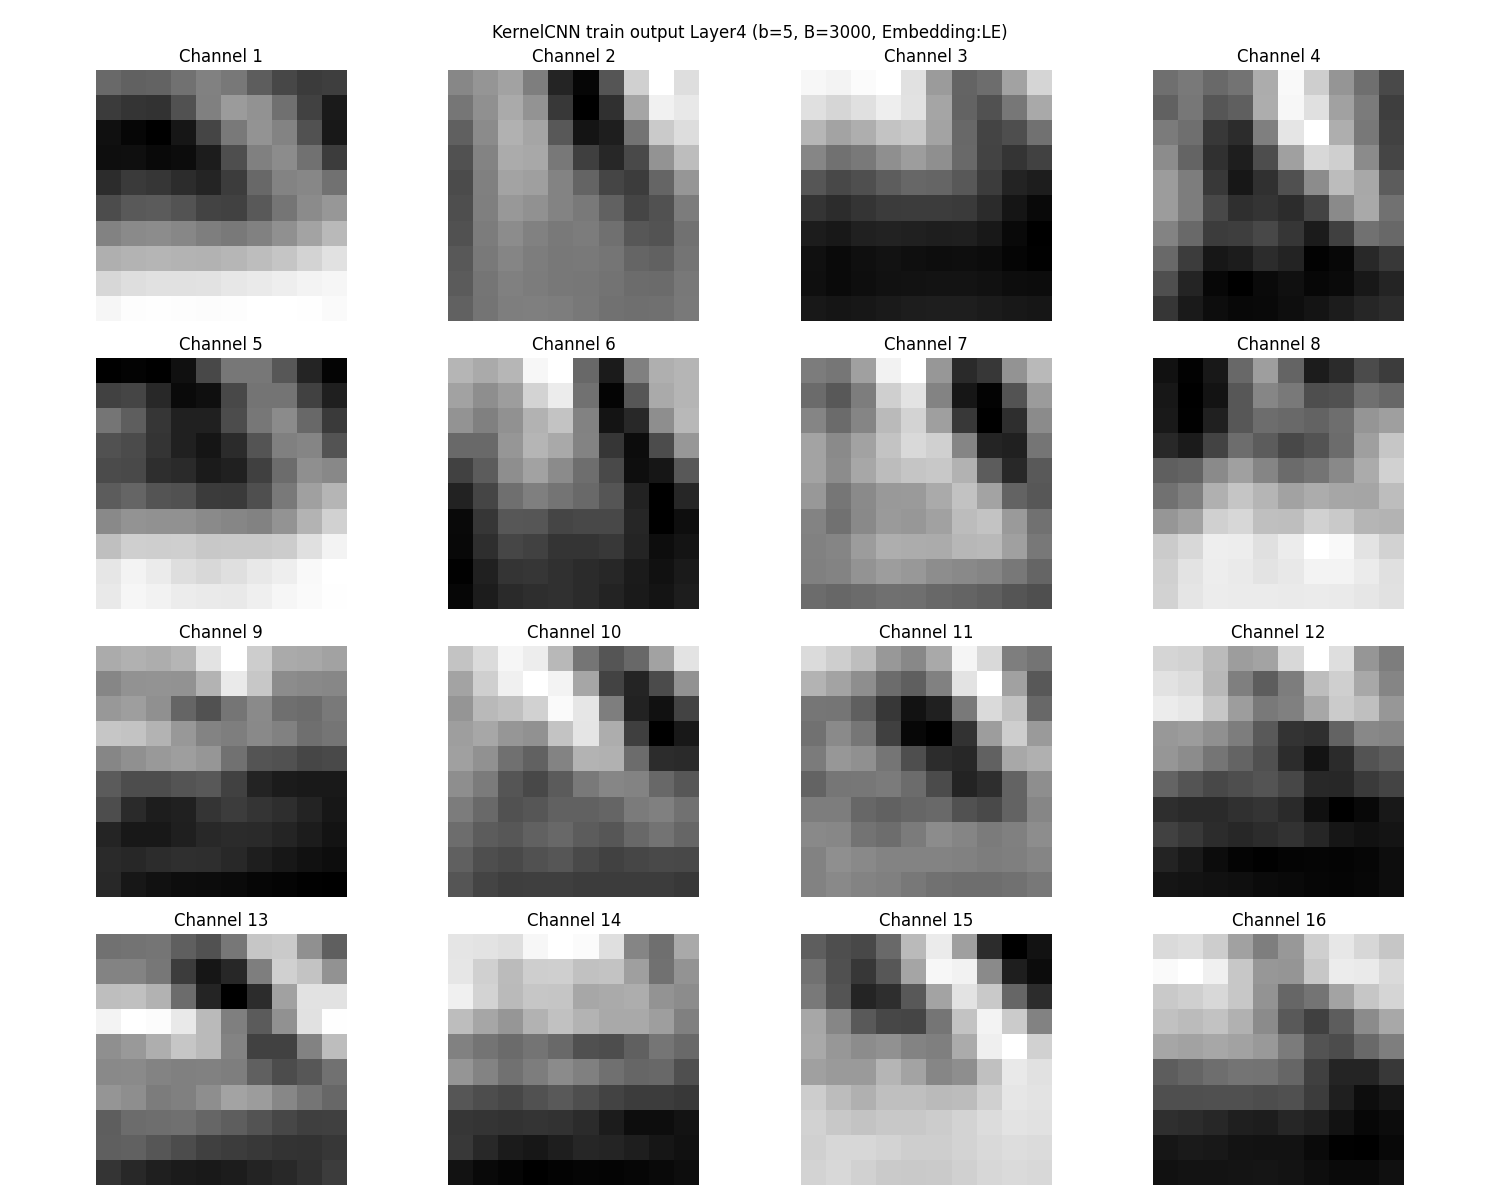 KernelCNN train output Layer4 (b=5, B=3000, Embedding:LE)
Channel 1
Channel 2
Channel 3
Channel 4
Channel 5
Channel 6
Channel 7
Channel 8
Channel 9
Channel 10
Channel 11
Channel 12
Channel 13
Channel 14
Channel 15
Channel 16